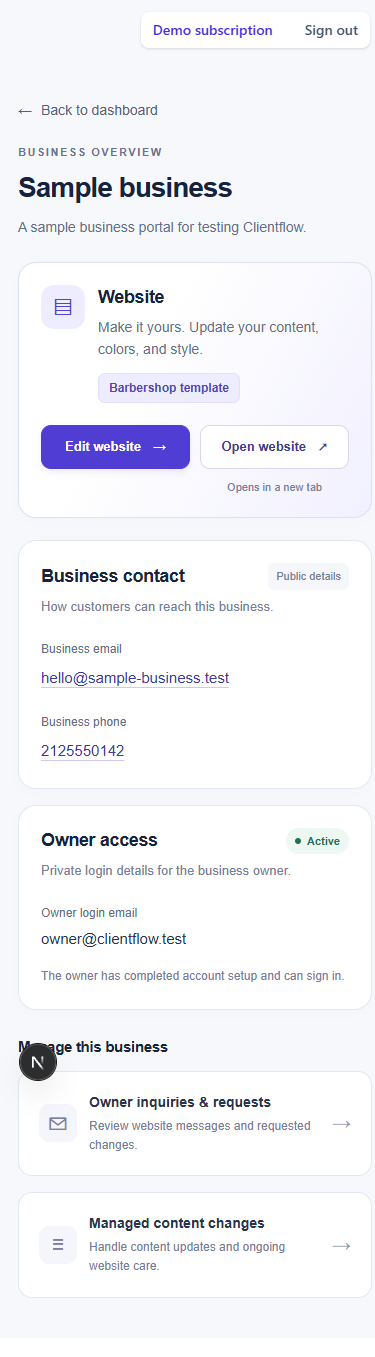 Demo subscription
Sign out
← Back to dashboard
BUSINESS OVERVIEW
Sample business
A sample business portal for testing Clientflow.
Website
Make it yours. Update your content,
colors, and style.
Barbershop template
Edit website →
Open website ↗
Opens in a new tab
Business contact
Public details
How customers can reach this business.
Business email
hello@sample-business.test
Business phone
2125550142
Owner access
Active
Private login details for the business owner.
Owner login email
owner@clientflow.test
The owner has completed account setup and can sign in.
Manage this business
N
Owner inquiries & requests
Review website messages and requested
changes.
→
Managed content changes
Handle content updates and ongoing
website care.
→